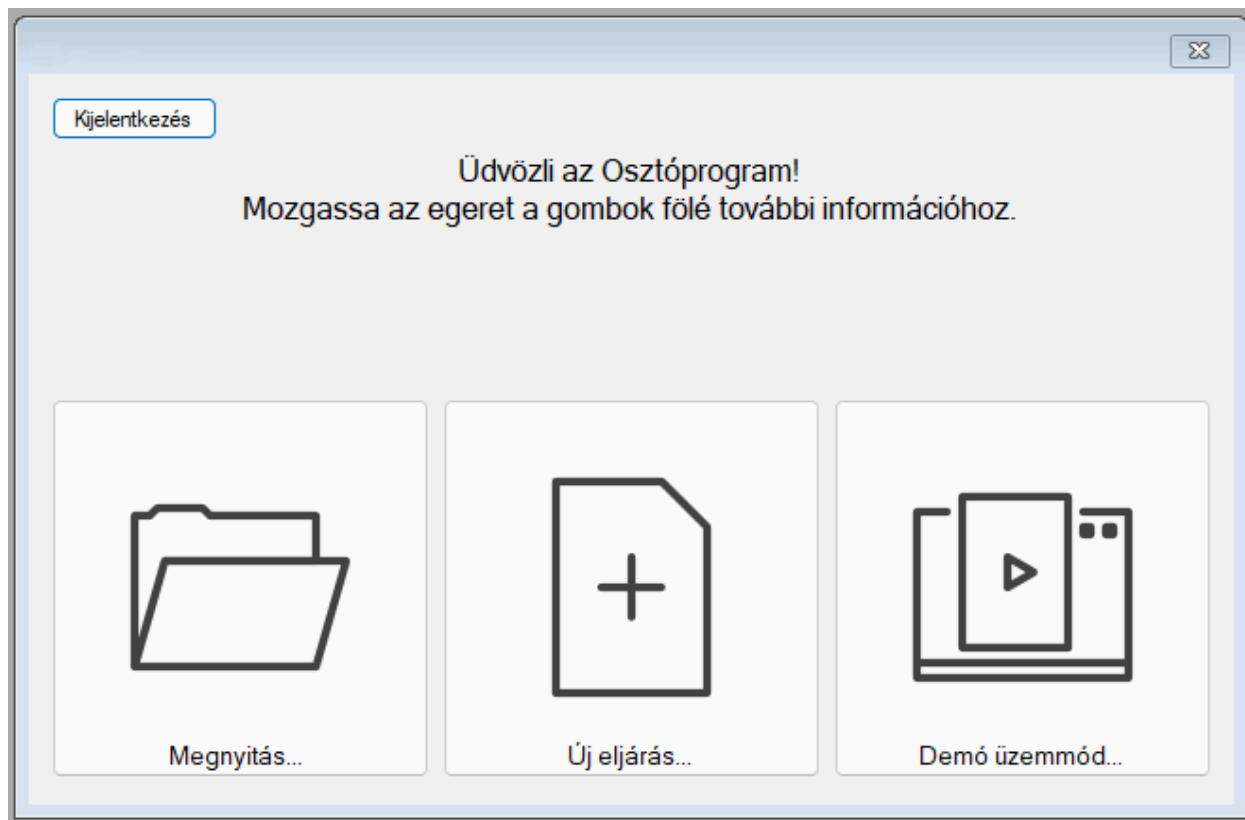 Kijelentkezés
Üdvözli az Osztóprogram!
Mozgassa az egeret a gombok fölé további információhoz.
Megnyitás...
Új eljárás...
Demó üzemmód...